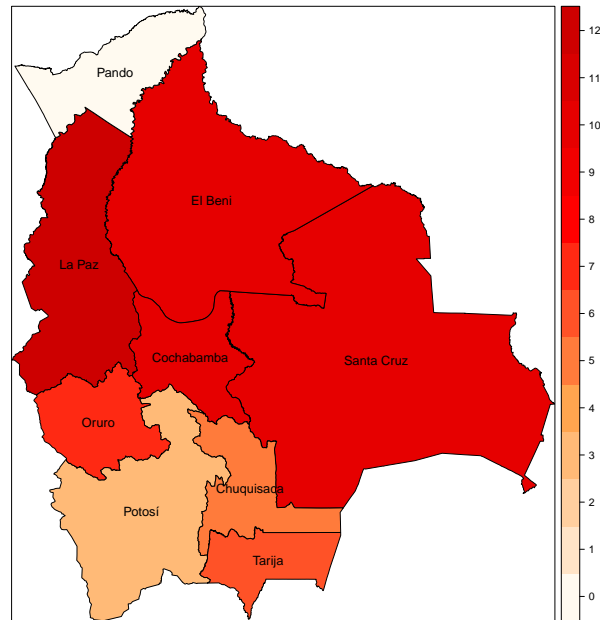 Pando
El Beni
La Paz
Cochabamba
Santa Cruz
Oruro
Chuquisaca
Potosí
Tarija
12
11
10
9
8
7
6
5
4
3
2
1
0